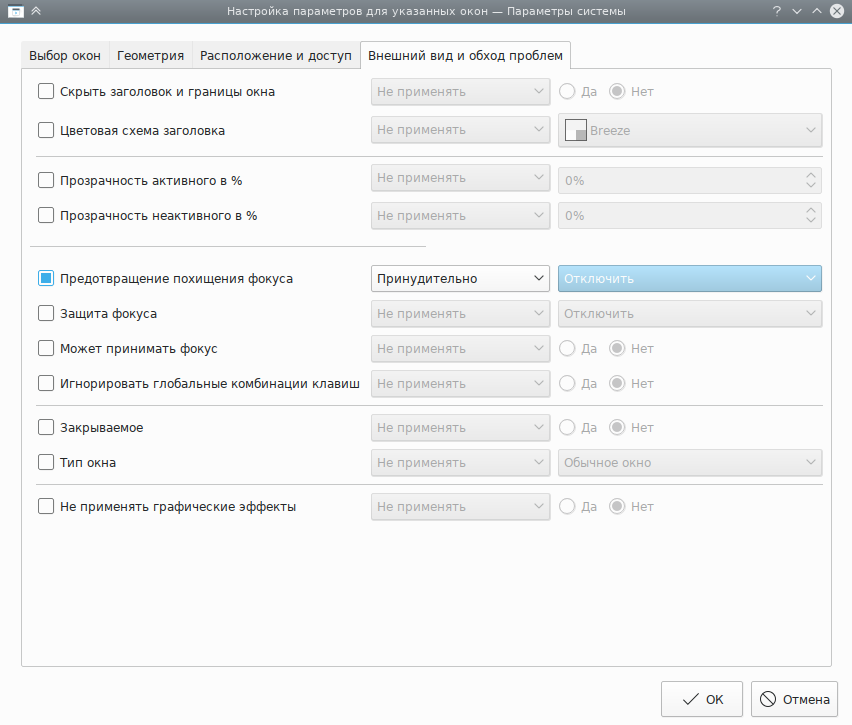 Настройка параметров для указанных окон — Параметры системы ?
Выбор окон Геометрия Расположение и доступ Внешний вид и обход проблем
Скрыть заголовок и границы окна Не применять Да Нет
Цветовая схема заголовка Не применять Breeze
Прозрачность активного в % Не применять 0%
Прозрачность неактивного в % Не применять 0%
Предотвращение похищения фокуса Принудительно Отключить
Защита фокуса Не применять Отключить
Может принимать фокус Не применять Да Нет
Игнорировать глобальные комбинации клавиш Не применять Да Нет
Закрываемое Не применять Да Нет
Тип окна Не применять Обычное окно
Не применять графические эффекты Не применять Да Нет
ОК Отмена